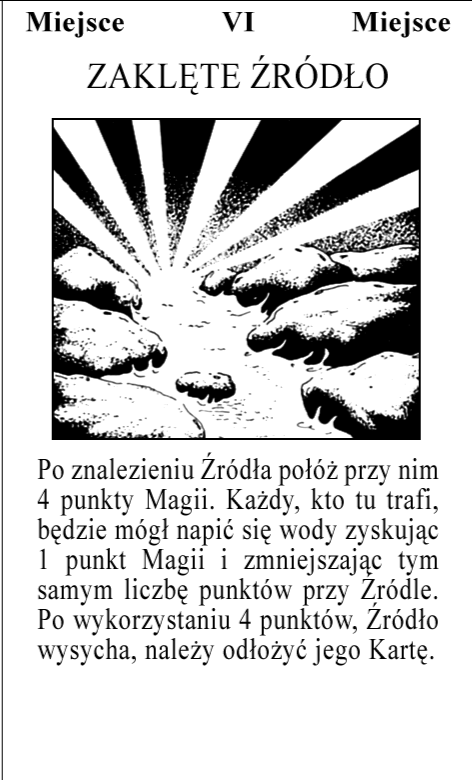 Miejsce VI Miejsce
ZAKLĘTE ŹRÓDŁO
Po znalezieniu Źródła połóż przy nim
4 punkty Magii. Każdy, kto tu trafi,
będzie mógł napić się wody zyskując
1 punkt Magii i zmniejszając tym
samym liczbę punktów przy Źródle.
Po wykorzystaniu 4 punktów, Źródło
wysycha, należy odłożyć jego Kartę.